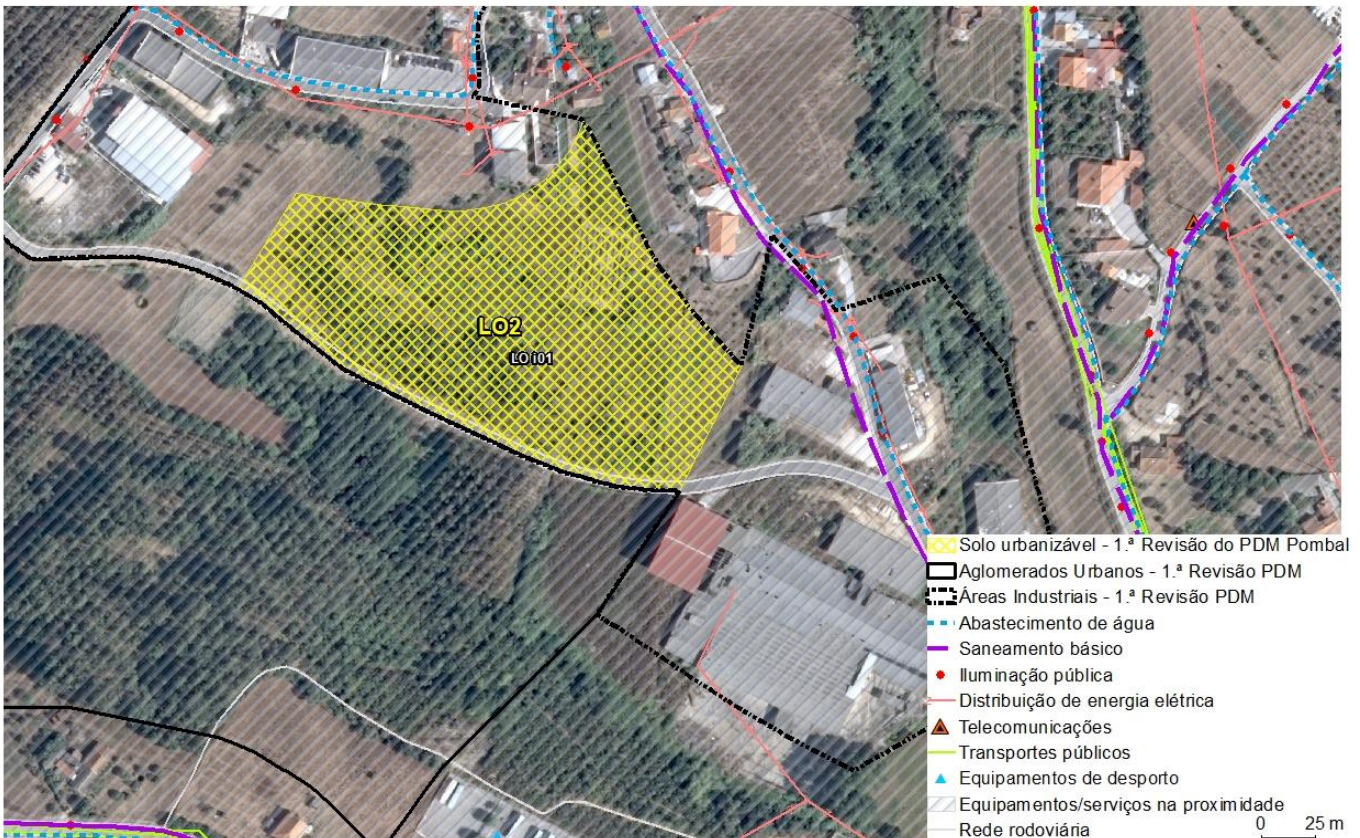 LO2
LO i01
Solo urbanizável - 1.ª Revisão do PDM Pombal
Aglomerados Urbanos - 1.ª Revisão PDM
Áreas Industriais - 1.ª Revisão PDM
Abastecimento de água
Saneamento básico
Iluminação pública
Distribuição de energia elétrica
Telecomunicações
Transportes públicos
Equipamentos de desporto
Equipamentos/serviços na proximidade
Rede rodoviária
0 25 m